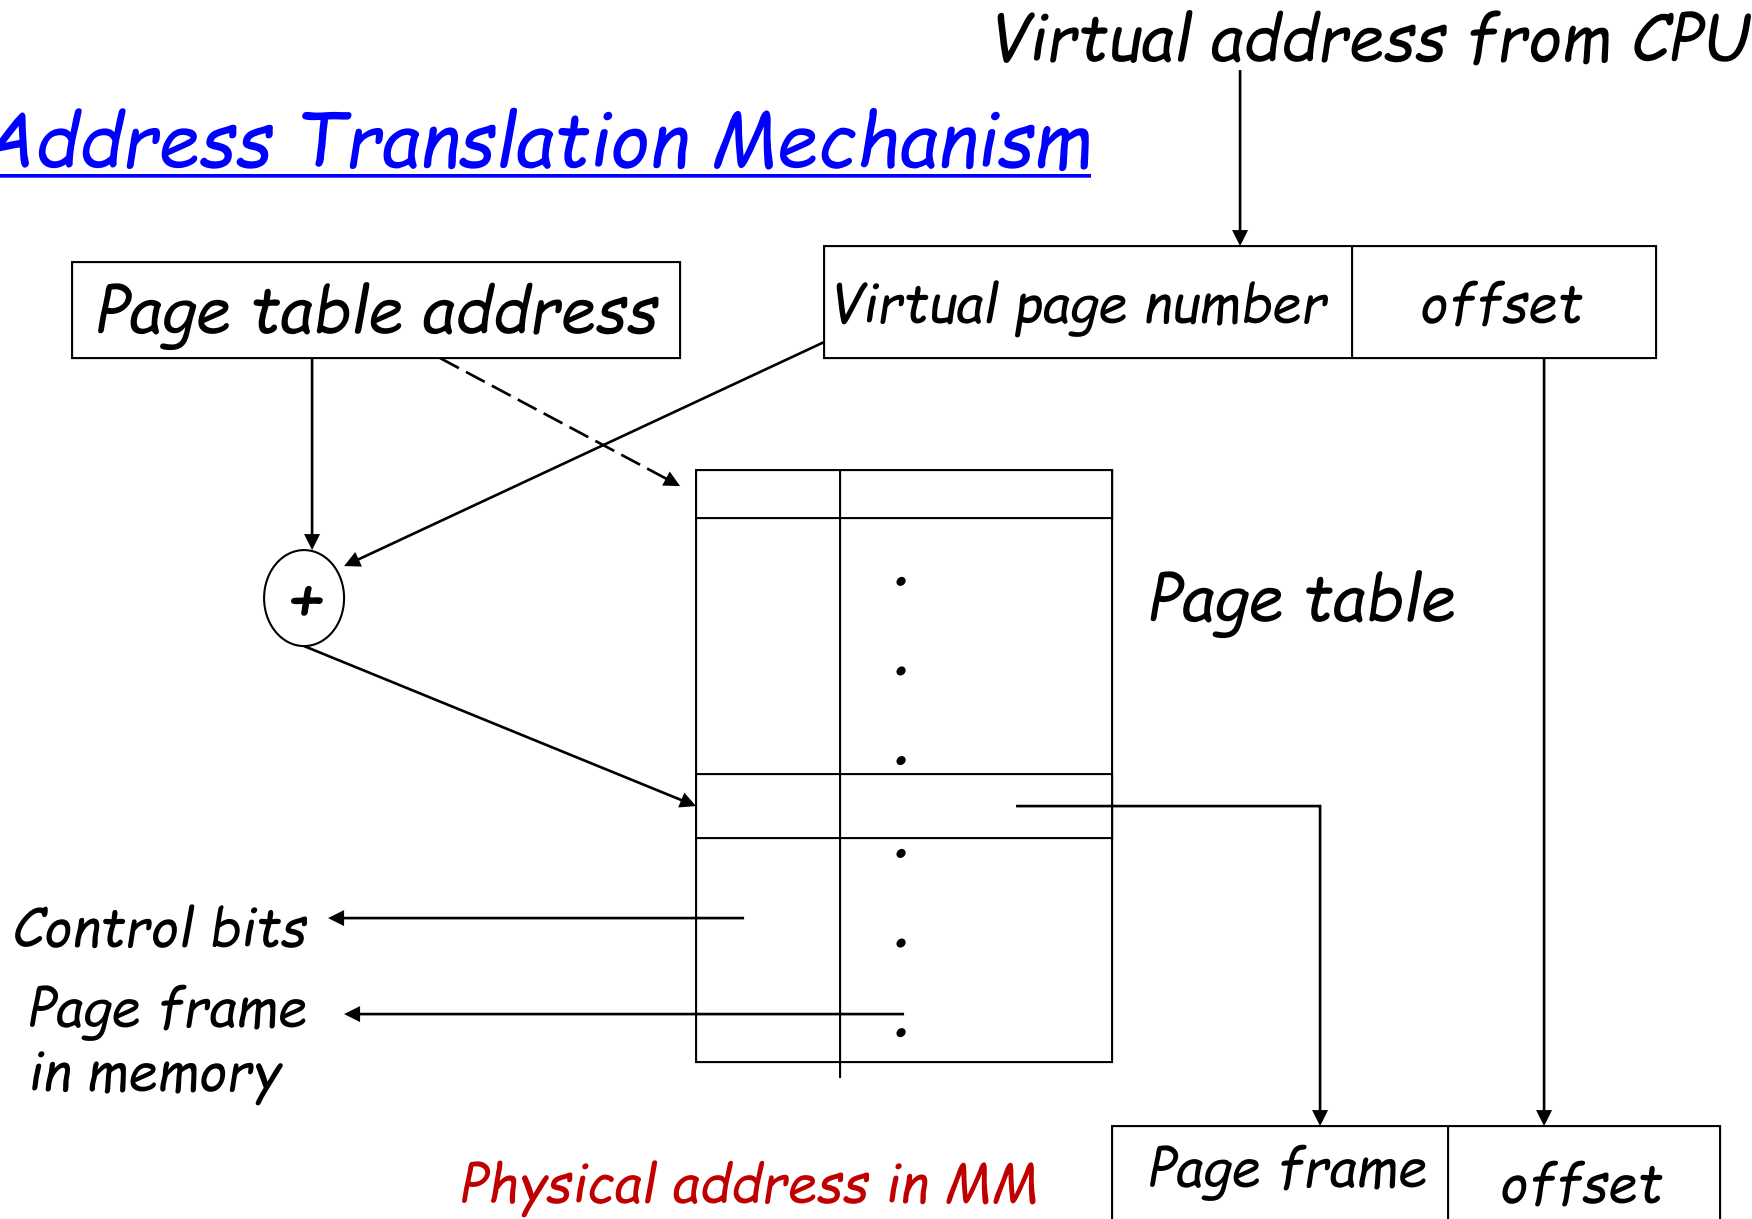 Virtual address from CPU
Address Translation Mechanism
Page table address
Virtual page number
offset
+
Page table
Control bits
Page frame
in memory
Physical address in MM
Page frame
offset